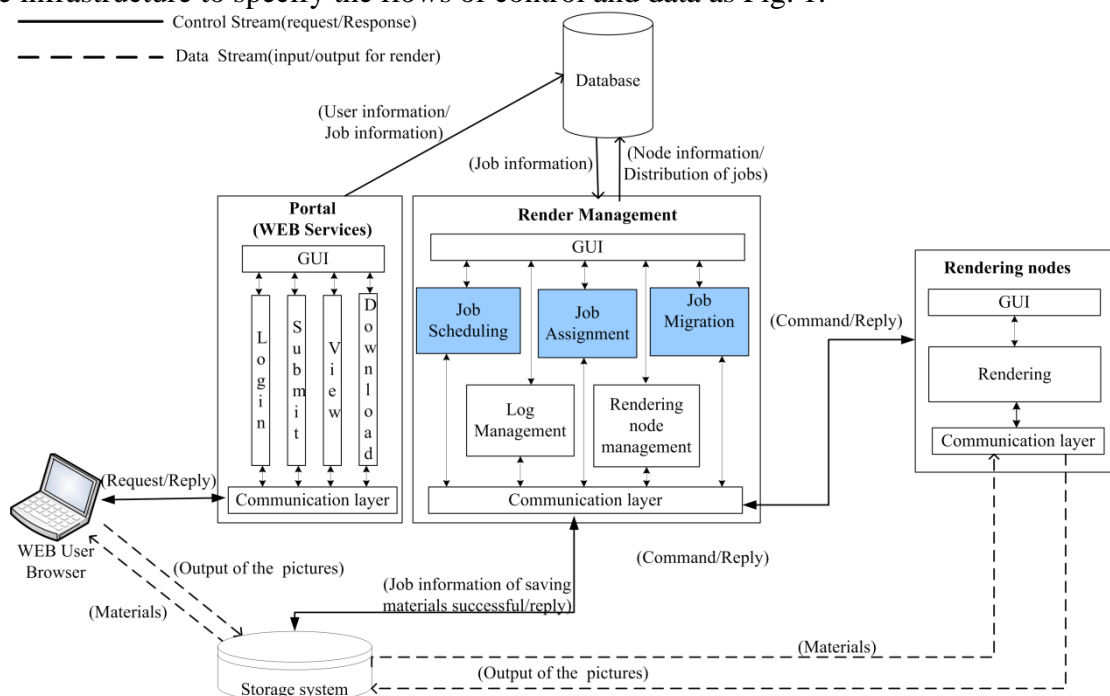 e infrastructure to specify the flows of control and data as Fig. 1.
Control Stream(request/Response)
Data Stream(input/output for render)
Database
(User information/
Job information)
(Job information)
(Node information/
Distribution of jobs)
Portal
(WEB Services)
GUI
Login
Submit
View
Download
Communication layer
Render Management
GUI
Job
Scheduling
Job
Assignment
Job
Migration
Log
Management
Rendering
node
management
Communication layer
(Command/Reply)
Rendering nodes
GUI
Rendering
Communication layer
(Request/Reply)
WEB User
Browser
(Output of the pictures)
(Materials)
(Job information of saving
materials successful/reply)
(Command/Reply)
Storage system
(Materials)
(Output of the pictures)